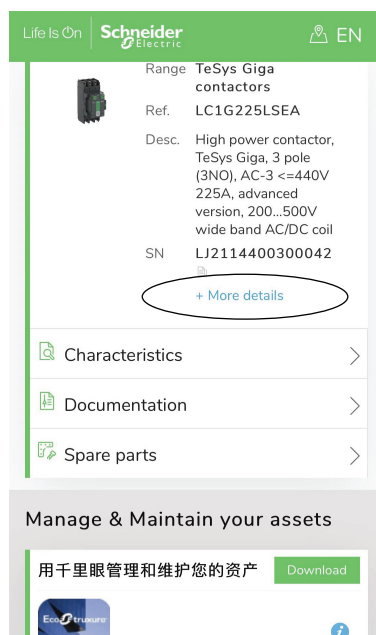 Life Is On Schneider Electric EN
Range TeSys Giga
contactors
Ref. LC1G225LSEA
Desc. High power contactor,
TeSys Giga, 3 pole
(3NO), AC-3 <=440V
225A, advanced
version, 200...500V
wide band AC/DC coil
SN LJ2114400300042
+ More details
Characteristics
Documentation
Spare parts
Manage & Maintain your assets
用千里眼管理和维护您的资产 Download
EcoStruxure